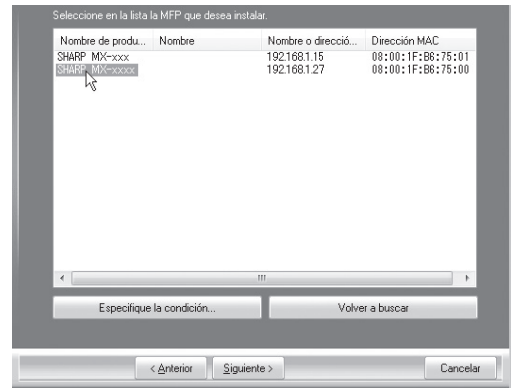 Seleccione en la lista la MFP que desea instalar.
Nombre de produ... Nombre Nombre o direcció... Dirección MAC
SHARP MX-xxx 192.168.1.15 08:00:1F:B6:75:01
SHARP MX-xxxx 192.168.1.27 08:00:1F:B6:75:00
Especifique la condición... Volver a buscar
< Anterior Siguiente > Cancelar